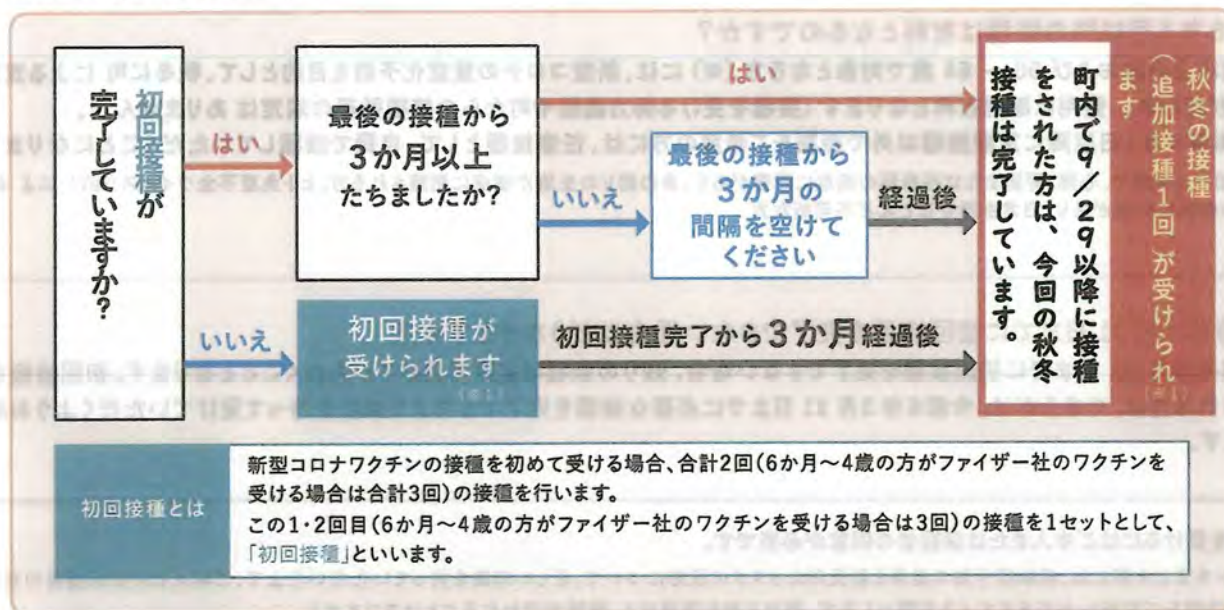 初回接種が
完了していますか?
はい
いいえ
最後の接種から
3か月以上
たちましたか?
はい
いいえ
最後の接種から
3か月の
間隔を空けて
ください
経過後
初回接種が
受けられます
(※1)
初回接種完了から3か月経過後
秋冬の接種
(追加接種1回)が受けられ
ます
(※1)
町内で9/29以降に接種
をされた方は、今回の秋冬
接種は完了しています。
初回接種とは
新型コロナワクチンの接種を初めて受ける場合、合計2回(6か月~4歳の方がファイザー社のワクチンを
受ける場合は合計3回)の接種を行います。
この1・2回目(6か月~4歳の方がファイザー社のワクチンを受ける場合は3回)の接種を1セットとして、
「初回接種」といいます。